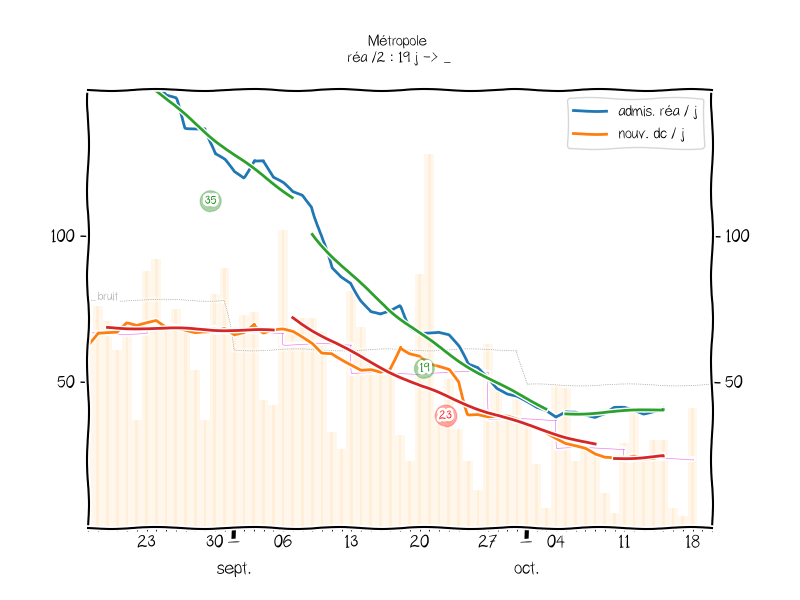 Métropole
réa /2 : 19 j -> _
admis. réa / j
nouv. dc / j
35
100
100
bruit
50
50
19
23
23
30
06
13
20
27
04
11
18
sept.
oct.